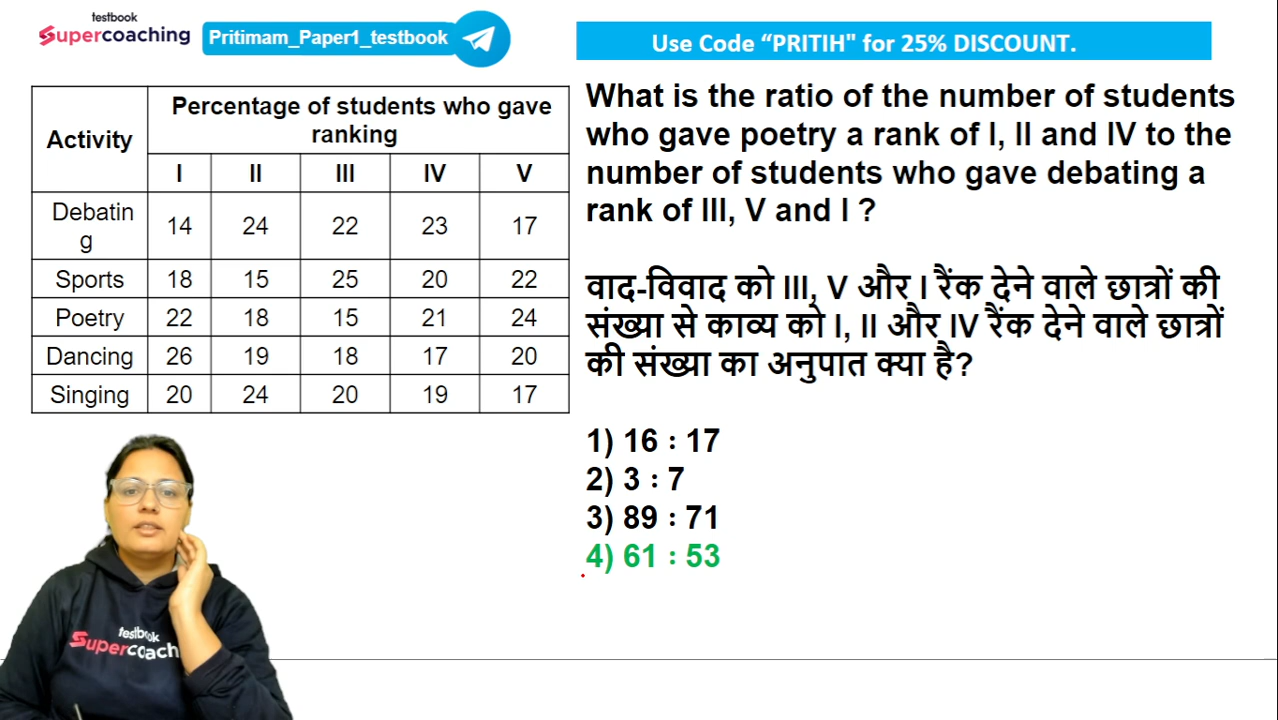 testbook
Supercoaching
Pritimam_Paper1_testbook
Use Code “PRITIH" for 25% DISCOUNT.
Activity
Percentage of students who gave
ranking
I II III IV V
Debatin
g
14 24 22 23 17
Sports 18 15 25 20 22
Poetry 22 18 15 21 24
Dancing 26 19 18 17 20
Singing 20 24 20 19 17
What is the ratio of the number of students
who gave poetry a rank of I, II and IV to the
number of students who gave debating a
rank of III, V and I ?
वाद-विवाद को III, V और I रैंक देने वाले छात्रों की
संख्या से काव्य को I, II और IV रैंक देने वाले छात्रों
की संख्या का अनुपात क्या है?
1) 16 : 17
2) 3 : 7
3) 89 : 71
4) 61 : 53
testbook
Supercoach